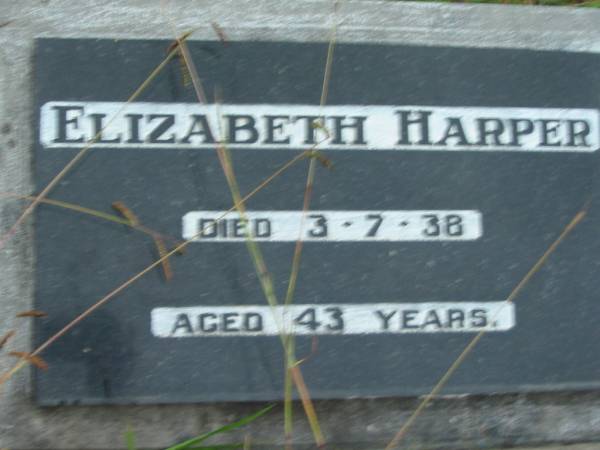 ELIZABETH HARPER
DIED 3-7-38
AGED 43 YEARS.